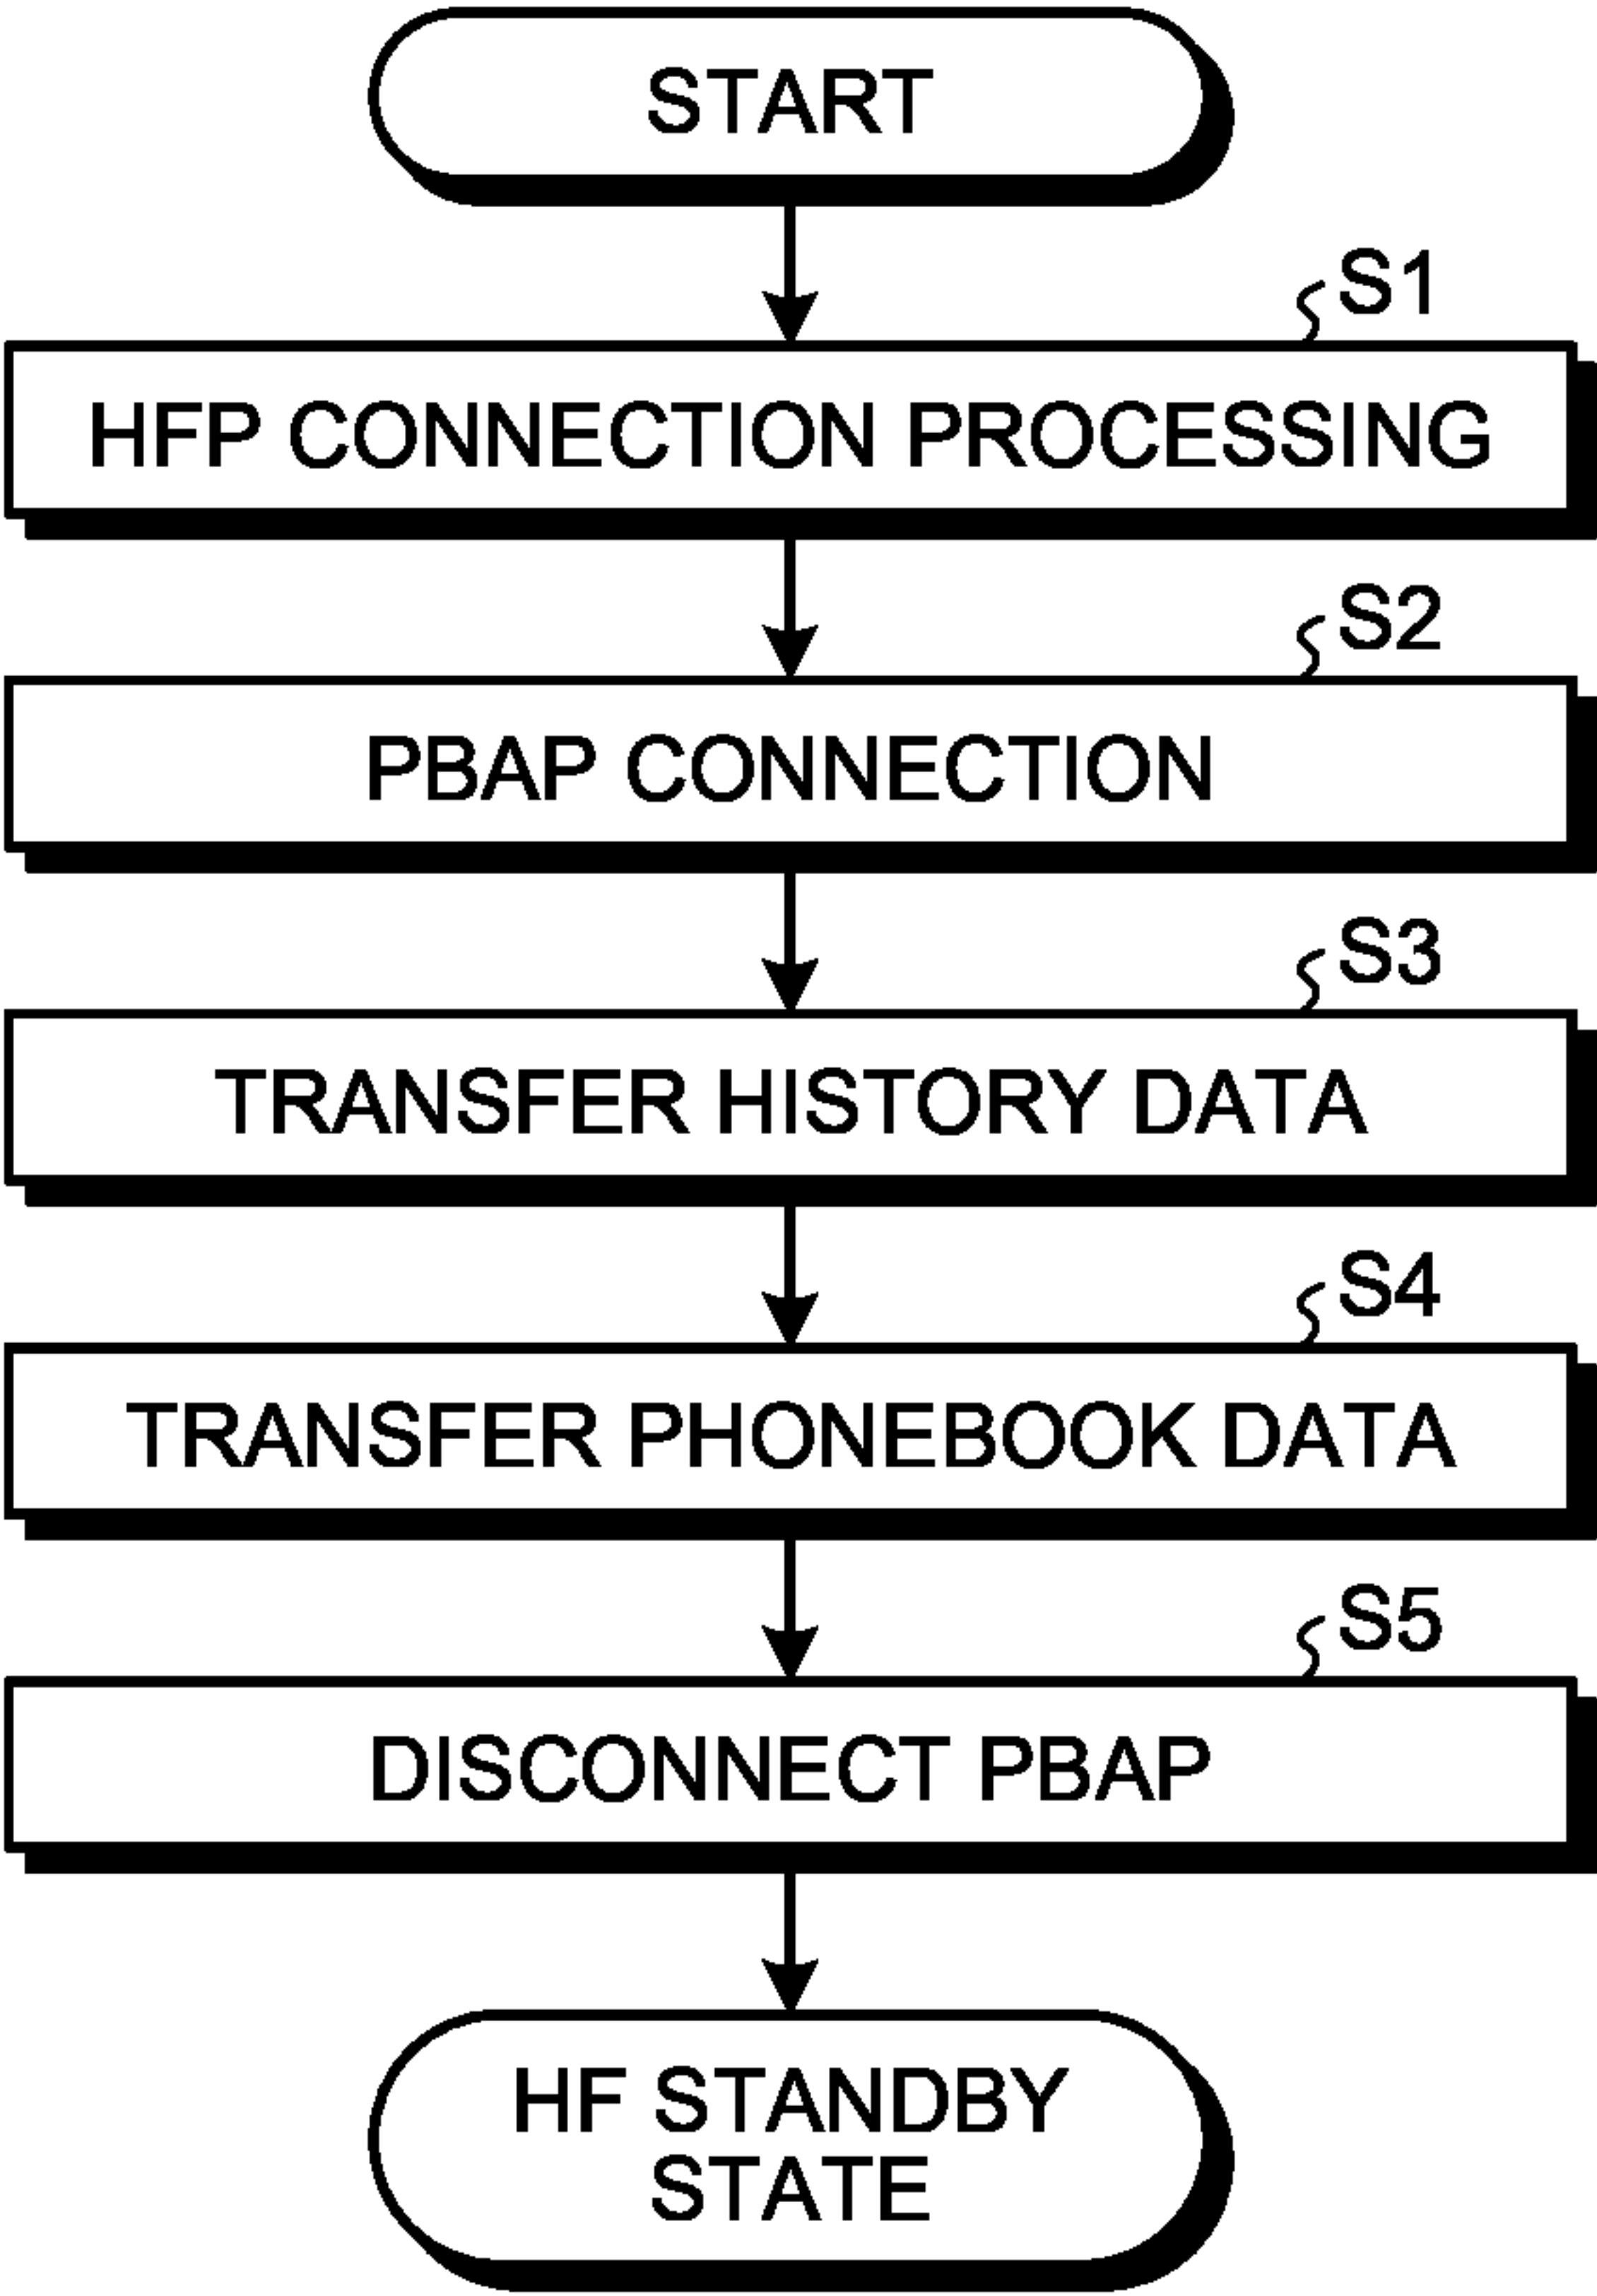 START
S1
HFP CONNECTION PROCESSING
S2
PBAP CONNECTION
S3
TRANSFER HISTORY DATA
S4
TRANSFER PHONEBOOK DATA
S5
DISCONNECT PBAP
HF STANDBY
STATE